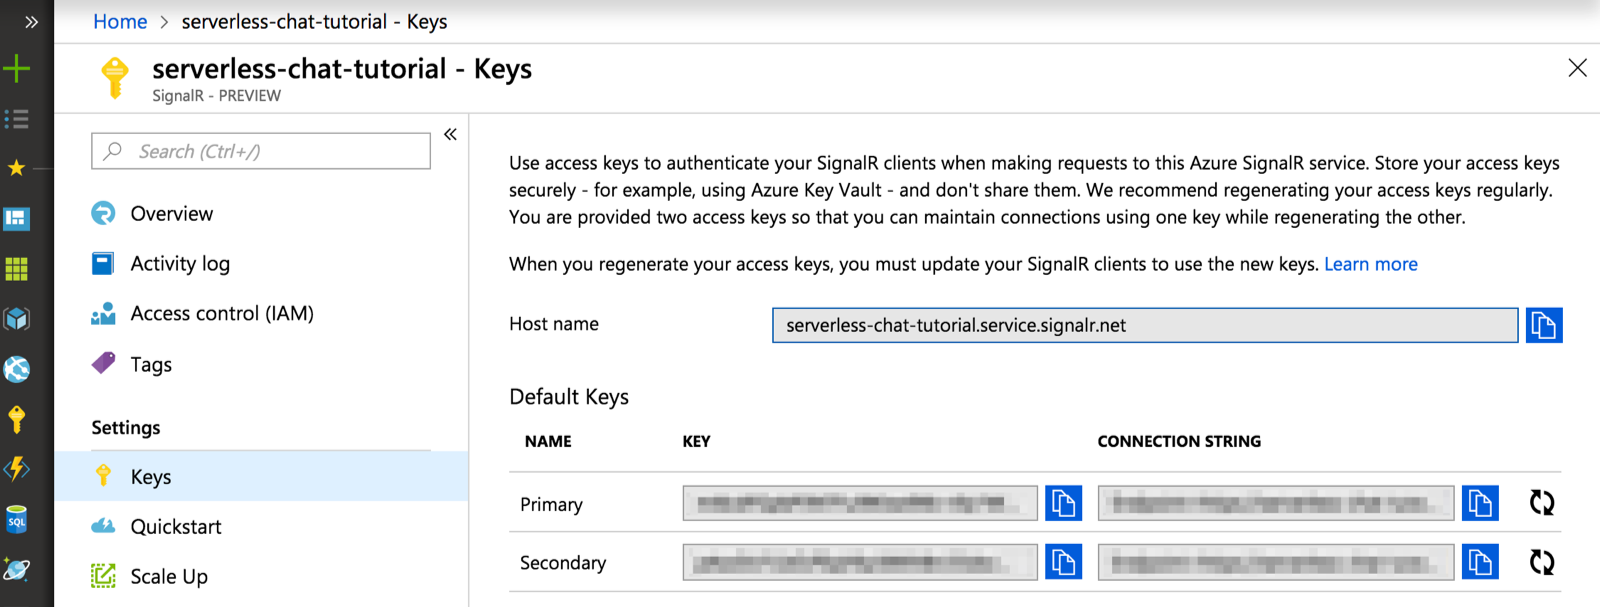 Home > serverless-chat-tutorial - Keys
serverless-chat-tutorial - Keys
SignalR - PREVIEW
Search (Ctrl+/)
Overview
Activity log
Access control (IAM)
Tags
Settings
Keys
Quickstart
Scale Up
SQL
Use access keys to authenticate your SignalR clients when making requests to this Azure SignalR service. Store your access keys
securely - for example, using Azure Key Vault - and don't share them. We recommend regenerating your access keys regularly.
You are provided two access keys so that you can maintain connections using one key while regenerating the other.
When you regenerate your access keys, you must update your SignalR clients to use the new keys. Learn more
Host name serverless-chat-tutorial.service.signalr.net
Default Keys
NAME KEY CONNECTION STRING
Primary
Secondary